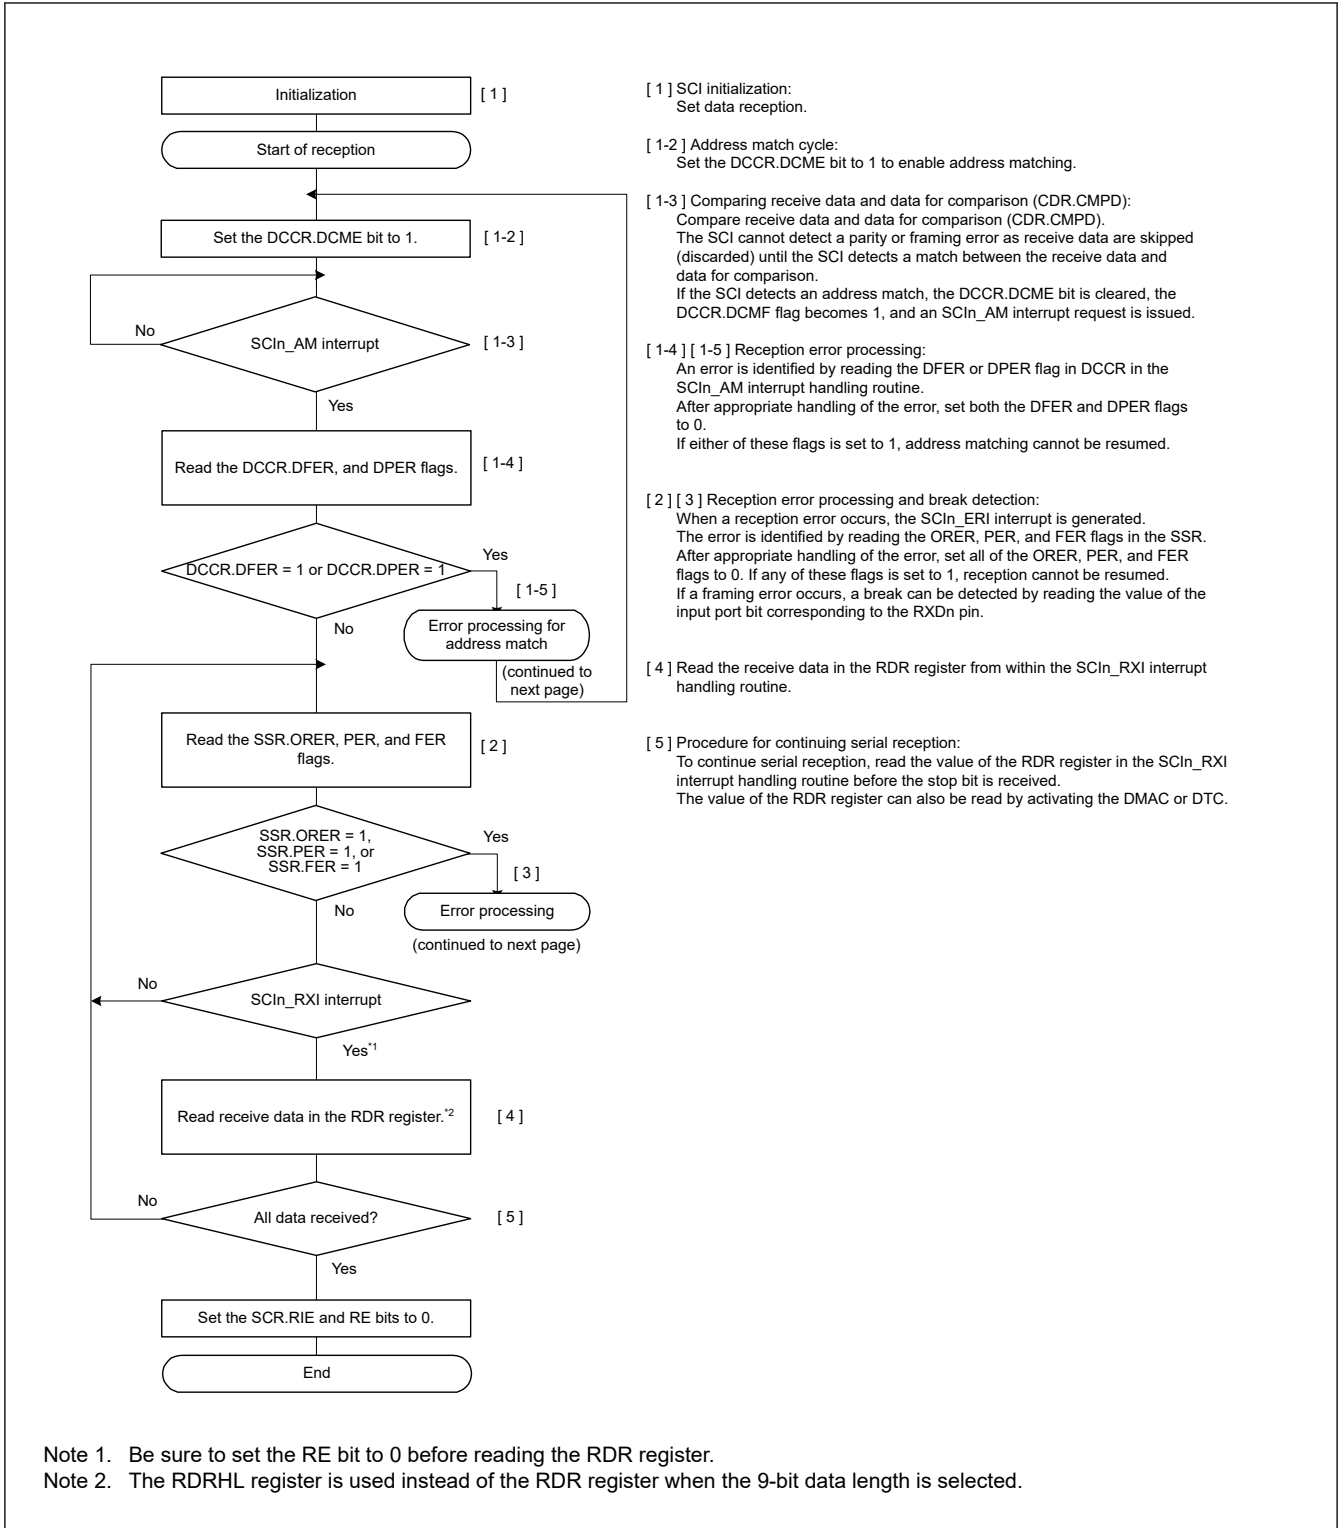 Initialization
[ 1 ]
Start of reception
Set the DCCR.DCME bit to 1.
[ 1-2 ]
No
SCIn_AM interrupt
[ 1-3 ]
Yes
Read the DCCR.DFER, and DPER flags.
[ 1-4 ]
DCCR.DFER = 1 or DCCR.DPER = 1
Yes
[ 1-5 ]
No
Error processing for
address match
(continued to
next page)
Read the SSR.ORER, PER, and FER
flags.
[ 2 ]
SSR.ORER = 1,
SSR.PER = 1, or
SSR.FER = 1
Yes
[ 3 ]
No
Error processing
(continued to next page)
No
SCIn_RXI interrupt
Yes*1
Read receive data in the RDR register.*2
[ 4 ]
No
All data received?
[ 5 ]
Yes
Set the SCR.RIE and RE bits to 0.
End
[ 1 ] SCI initialization:
Set data reception.
[ 1-2 ] Address match cycle:
Set the DCCR.DCME bit to 1 to enable address matching.
[ 1-3 ] Comparing receive data and data for comparison (CDR.CMPD):
Compare receive data and data for comparison (CDR.CMPD).
The SCI cannot detect a parity or framing error as receive data are skipped
(discarded) until the SCI detects a match between the receive data and
data for comparison.
If the SCI detects an address match, the DCCR.DCME bit is cleared, the
DCCR.DCMF flag becomes 1, and an SCIn_AM interrupt request is issued.
[ 1-4 ] [ 1-5 ] Reception error processing:
An error is identified by reading the DFER or DPER flag in DCCR in the
SCIn_AM interrupt handling routine.
After appropriate handling of the error, set both the DFER and DPER flags
to 0.
If either of these flags is set to 1, address matching cannot be resumed.
[ 2 ] [ 3 ] Reception error processing and break detection:
When a reception error occurs, the SCIn_ERI interrupt is generated.
The error is identified by reading the ORER, PER, and FER flags in the SSR.
After appropriate handling of the error, set all of the ORER, PER, and FER
flags to 0. If any of these flags is set to 1, reception cannot be resumed.
If a framing error occurs, a break can be detected by reading the value of the
input port bit corresponding to the RXDn pin.
[ 4 ] Read the receive data in the RDR register from within the SCIn_RXI interrupt
handling routine.
[ 5 ] Procedure for continuing serial reception:
To continue serial reception, read the value of the RDR register in the SCIn_RXI
interrupt handling routine before the stop bit is received.
The value of the RDR register can also be read by activating the DMAC or DTC.
Note 1. Be sure to set the RE bit to 0 before reading the RDR register.
Note 2. The RDRHL register is used instead of the RDR register when the 9-bit data length is selected.